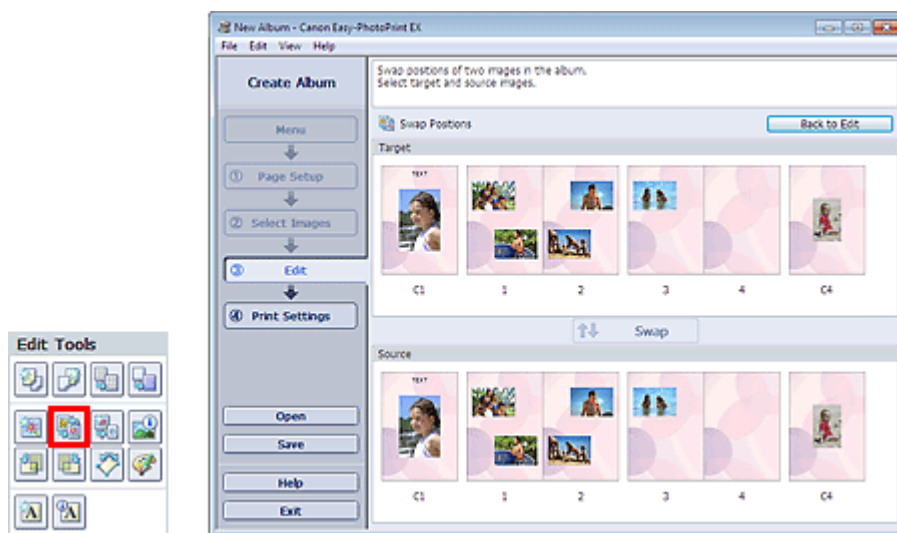 New Album - Canon Easy-PhotoPrint EX
File Edit View Help
Create Album
Swap positions of two images in the album.
Select target and source images.
Menu
Swap Postions
Back to Edit
Target
① Page Setup
② Select Images
③ Edit
④ Print Settings
TEXT
C1 1 2 3 4 C4
Swap
Source
TEXT
C1 1 2 3 4 C4
Open
Save
Help
Exit
Edit Tools
A A